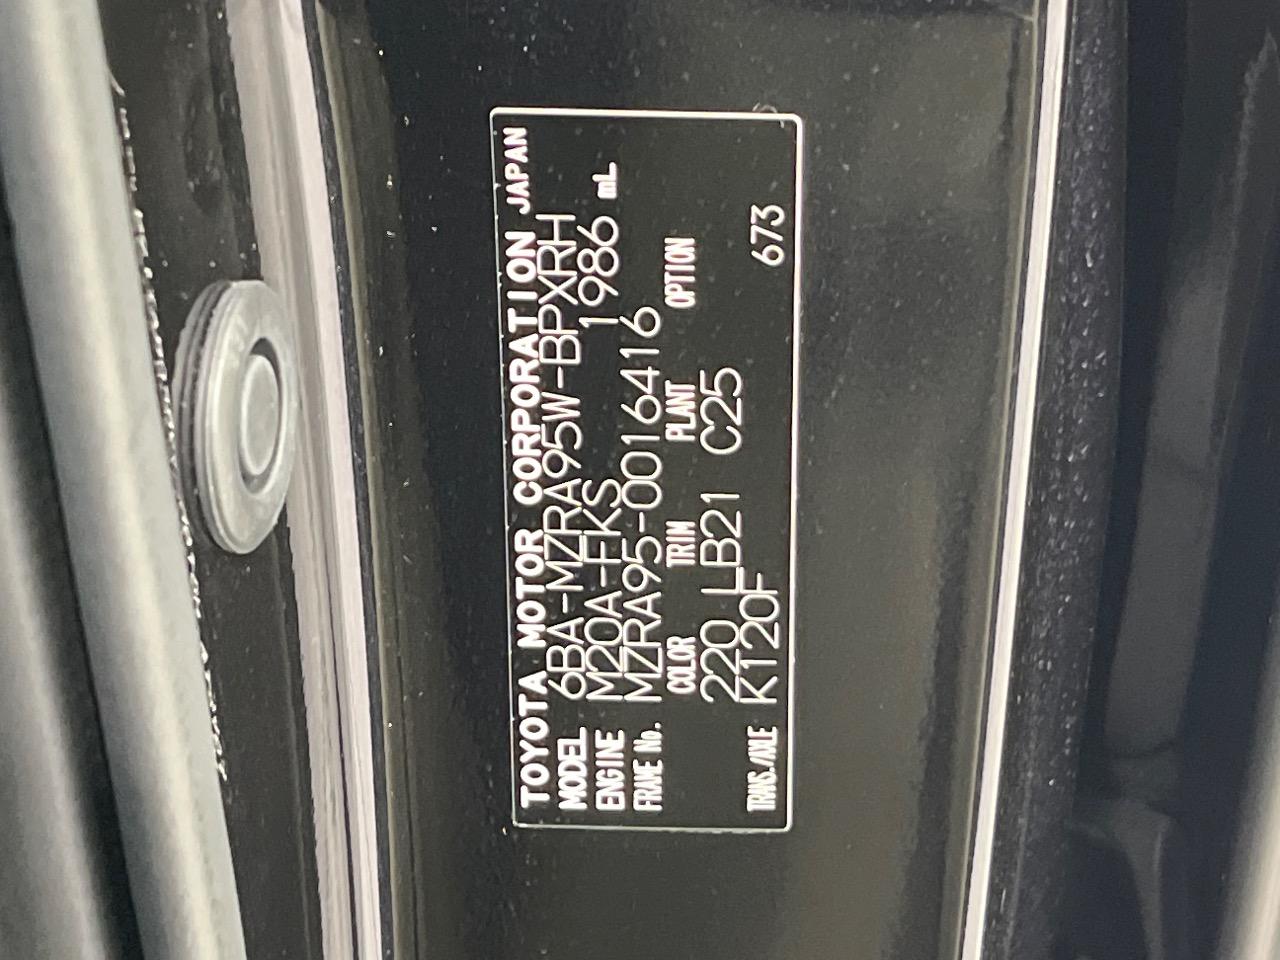 TOYOTA MOTOR CORPORATION JAPAN
MODEL 6BA-MZRA95W-BPXRH
ENGINE M20A-FKS 1986 mL
FRAME No. MZRA95-0016416
COLOR TRIM PLANT OPTION
220 LB21 C25
TRANS./AXLE K120F 673